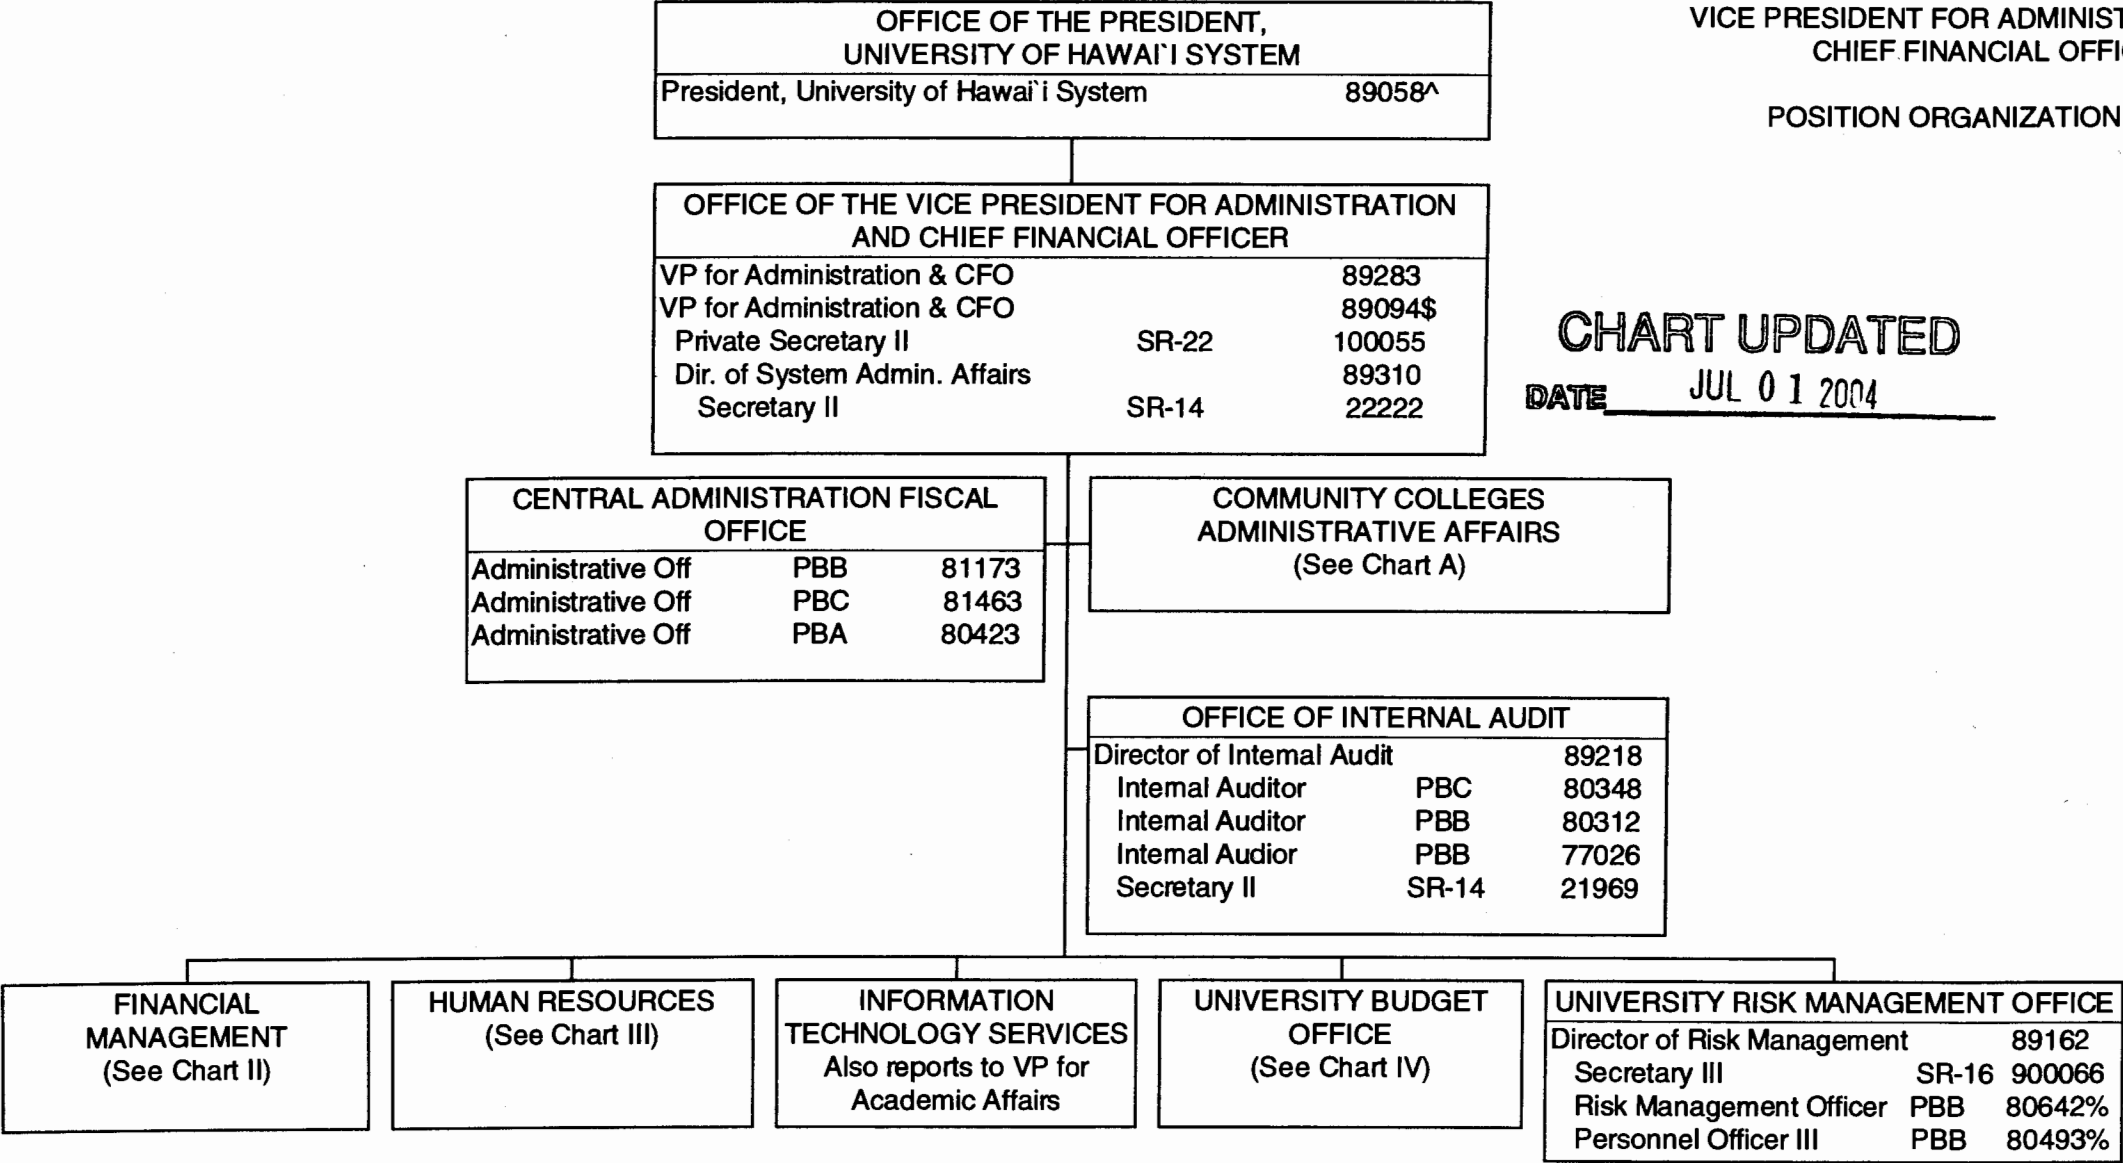 OFFICE OF THE PRESIDENT,
UNIVERSITY OF HAWAI`I SYSTEM
President, University of Hawai`i System 89058^
VICE PRESIDENT FOR
CHIEF FINANCIAL
POSITION ORGANIZATION
OFFICE OF THE VICE PRESIDENT FOR ADMINISTRATION
AND CHIEF FINANCIAL OFFICER
VP for Administration & CFO 89283
VP for Administration & CFO 89094$
Private Secretary II SR-22 100055
Dir. of System Admin. Affairs 89310
Secretary II SR-14 22222
CHART UPDATED
DATE JUL 01 2004
CENTRAL ADMINISTRATION FISCAL
OFFICE
Administrative Off PBB 81173
Administrative Off PBC 81463
Administrative Off PBA 80423
COMMUNITY COLLEGES
ADMINISTRATIVE AFFAIRS
(See Chart A)
OFFICE OF INTERNAL AUDIT
Director of Internal Audit 89218
Internal Auditor PBC 80348
Internal Auditor PBB 80312
Internal Audior PBB 77026
Secretary II SR-14 21969
FINANCIAL
MANAGEMENT
(See Chart II)
HUMAN RESOURCES
(See Chart III)
INFORMATION
TECHNOLOGY SERVICES
Also reports to VP for
Academic Affairs
UNIVERSITY BUDGET
OFFICE
(See Chart IV)
UNIVERSITY RISK MANAGEMENT OFFICE
Director of Risk Management 89162
Secretary III SR-16 900066
Risk Management Officer PBB 80642%
Personnel Officer III PBB 80493%